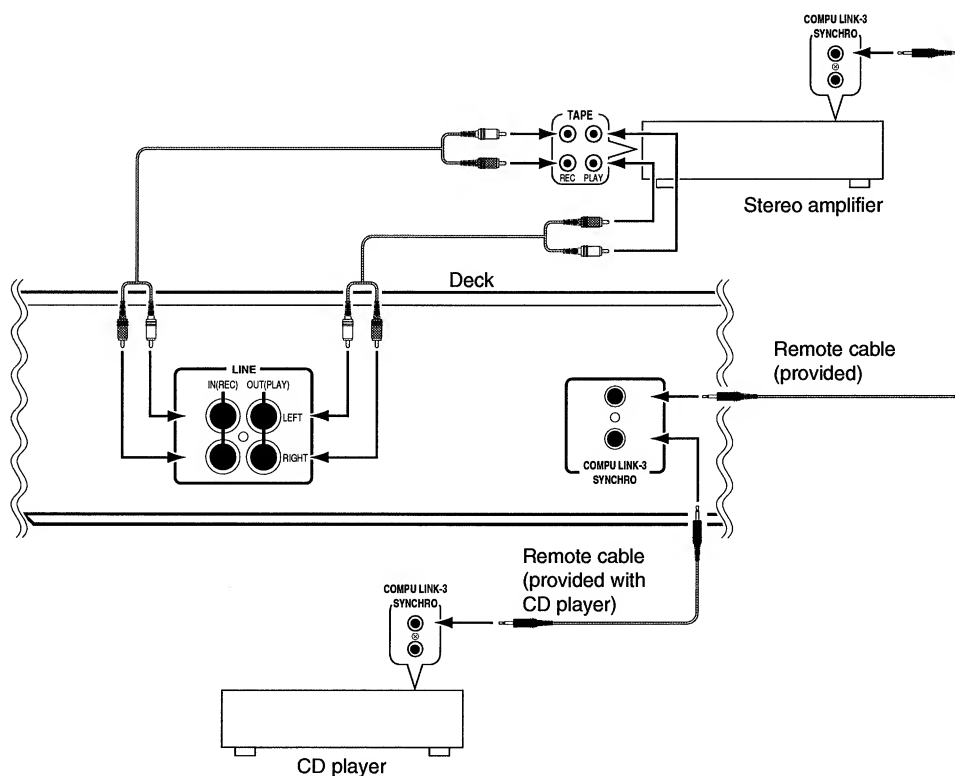 COMPU LINK-3
SYNCHRO
TAPE
REC PLAY
Stereo amplifier
Deck
LINE
IN(REC) OUT(PLAY)
LEFT
RIGHT
COMPU LINK-3
SYNCHRO
Remote cable
(provided)
Remote cable
(provided with
CD player)
COMPU LINK-3
SYNCHRO
CD player